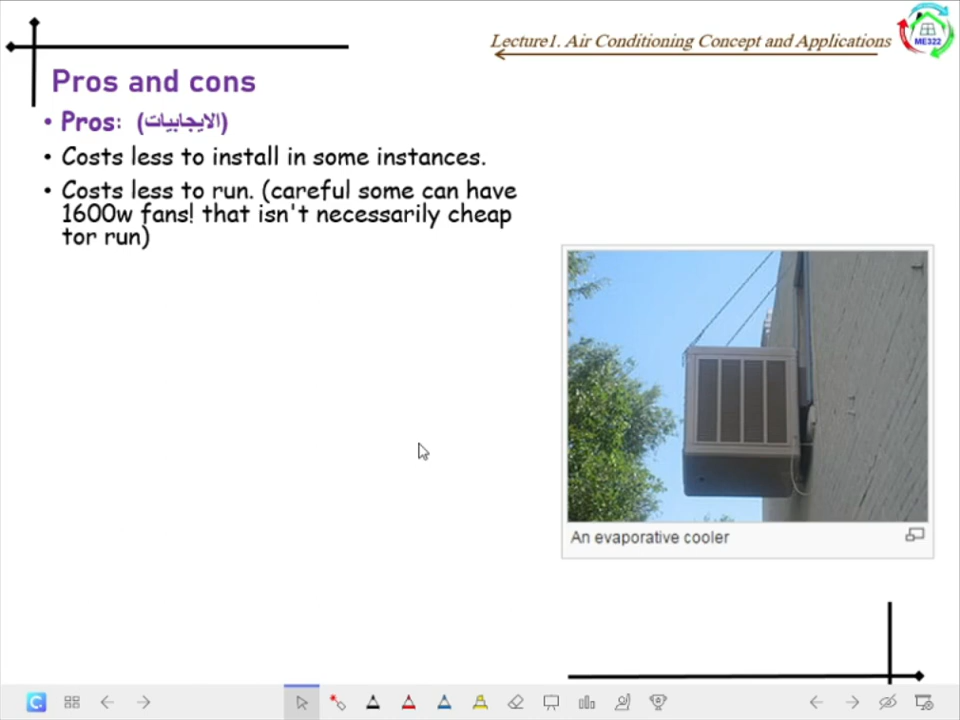 Lecture1. Air Conditioning Concept and Applications
ME322
Pros and cons
• Pros: (الايجابيات)
• Costs less to install in some instances.
• Costs less to run. (careful some can have
1600w fans! that isn't necessarily cheap
tor run)
An evaporative cooler